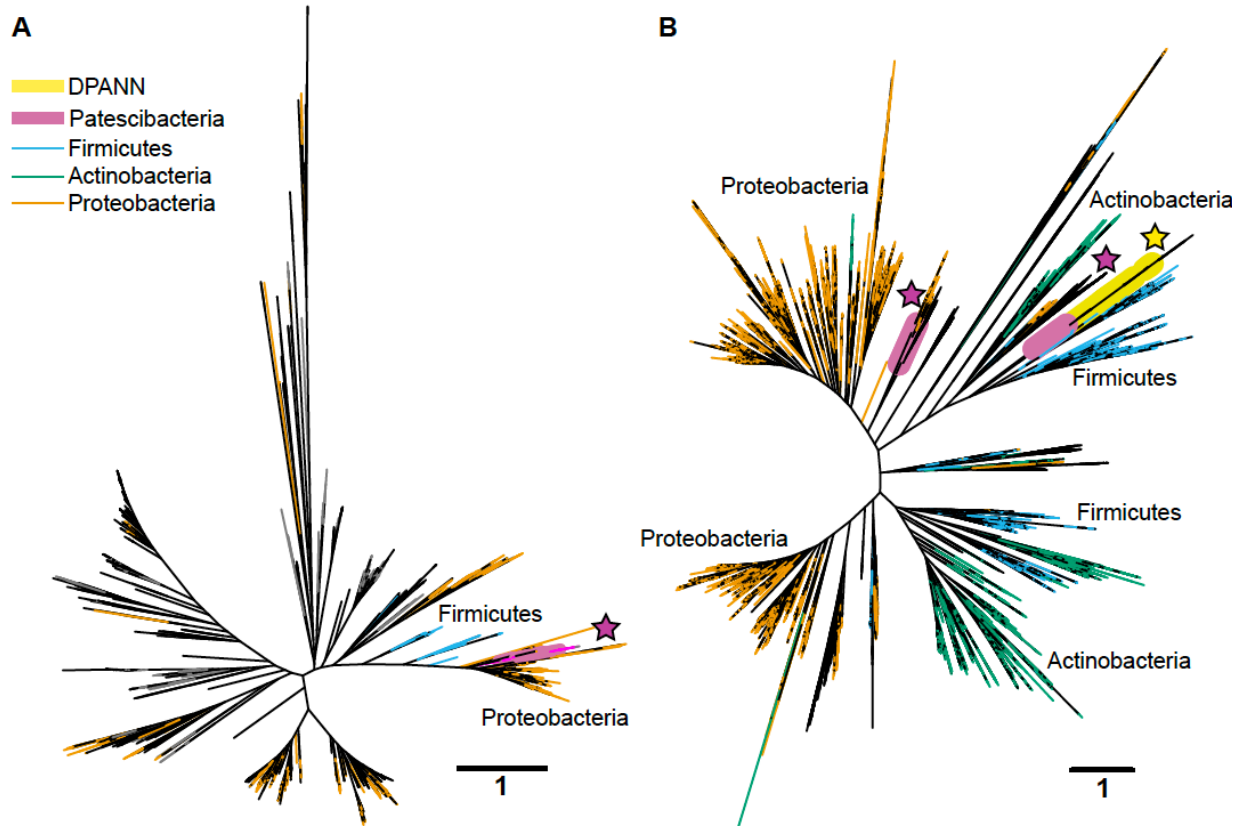 A
DPANN
Patescibacteria
Firmicutes
Actinobacteria
Proteobacteria
Firmicutes
Proteobacteria
1
B
Proteobacteria
Actinobacteria
Firmicutes
Firmicutes
Proteobacteria
Actinobacteria
1